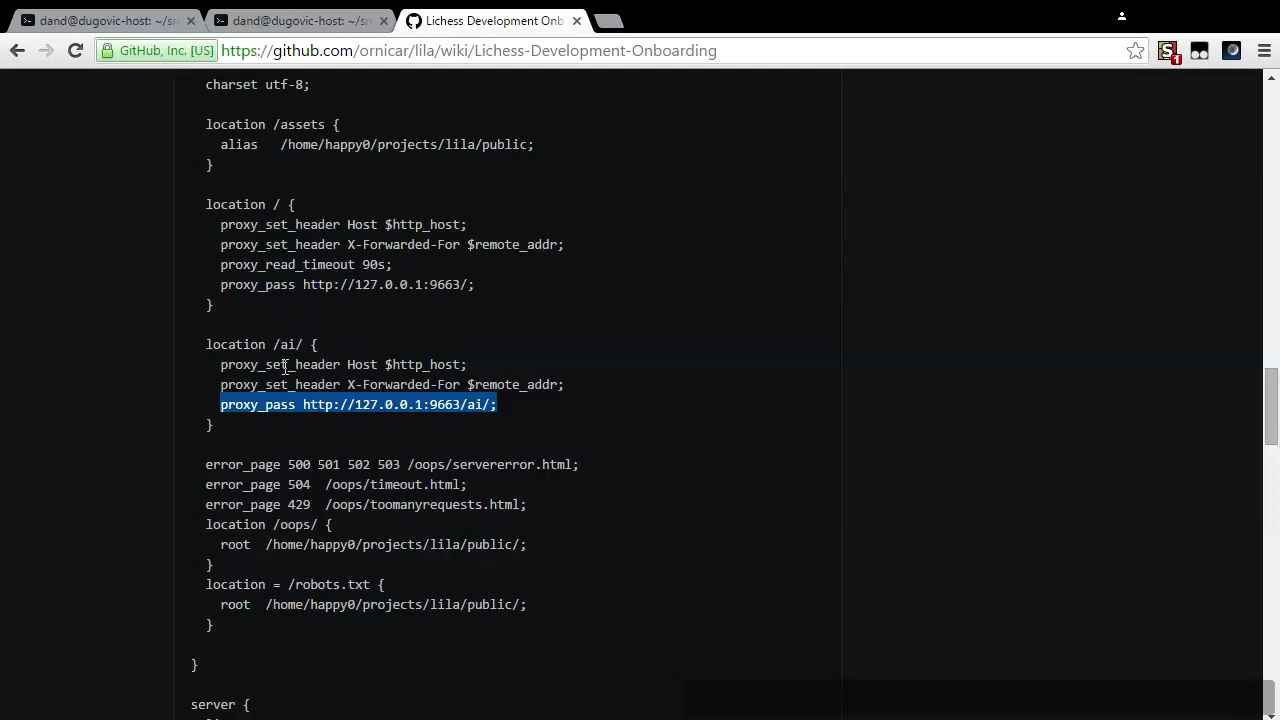 dand@dugovic-host: ~/sr
dand@dugovic-host: ~/sr
Lichess Development Onb
GitHub, Inc. [US]
https://github.com/ornicar/lila/wiki/Lichess-Development-Onboarding
1
charset utf-8;
location /assets {
alias /home/happy0/projects/lila/public;
}
location / {
proxy_set_header Host $http_host;
proxy_set_header X-Forwarded-For $remote_addr;
proxy_read_timeout 90s;
proxy_pass http://127.0.0.1:9663/;
}
location /ai/ {
proxy_set_header Host $http_host;
proxy_set_header X-Forwarded-For $remote_addr;
proxy_pass http://127.0.0.1:9663/ai/;
}
error_page 500 501 502 503 /oops/servererror.html;
error_page 504 /oops/timeout.html;
error_page 429 /oops/toomanyrequests.html;
location /oops/ {
root /home/happy0/projects/lila/public/;
}
location = /robots.txt {
root /home/happy0/projects/lila/public/;
}
}
server {